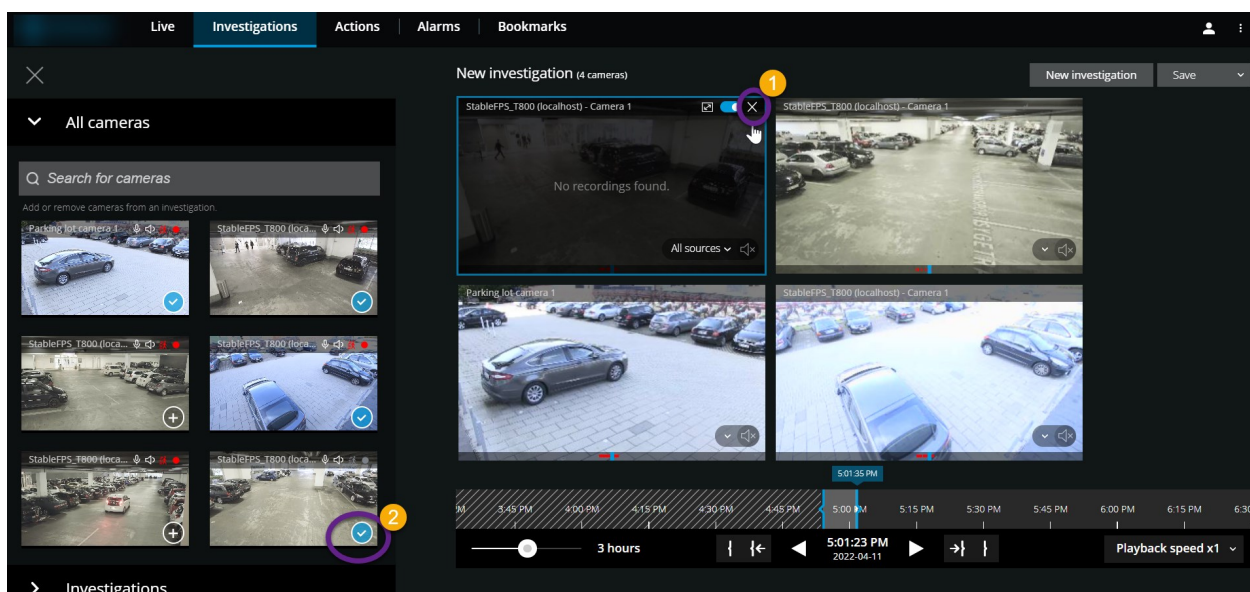 Live Investigations Actions Alarms Bookmarks
All cameras
Search for cameras
Add or remove cameras from an investigation.
Parking lot camera 1
StableFPS_T800 (loca...
StableFPS_T800 (loca...
StableFPS_T800 (loca...
StableFPS_T800 (loca...
StableFPS_T800 (loca...
2
Investigations
New investigation (4 cameras)
1
New investigation Save
StableFPS_T800 (localhost) - Camera 1
No recordings found.
All sources
StableFPS_T800 (localhost) - Camera 1
Parking lot camera 1
StableFPS_T800 (localhost) - Camera 1
5:01:35 PM
3:45 PM 4:00 PM 4:15 PM 4:30 PM 4:45 PM 5:00 PM 5:15 PM 5:30 PM 5:45 PM 6:00 PM 6:15 PM 6:30
3 hours
5:01:23 PM
2022-04-11
Playback speed x1